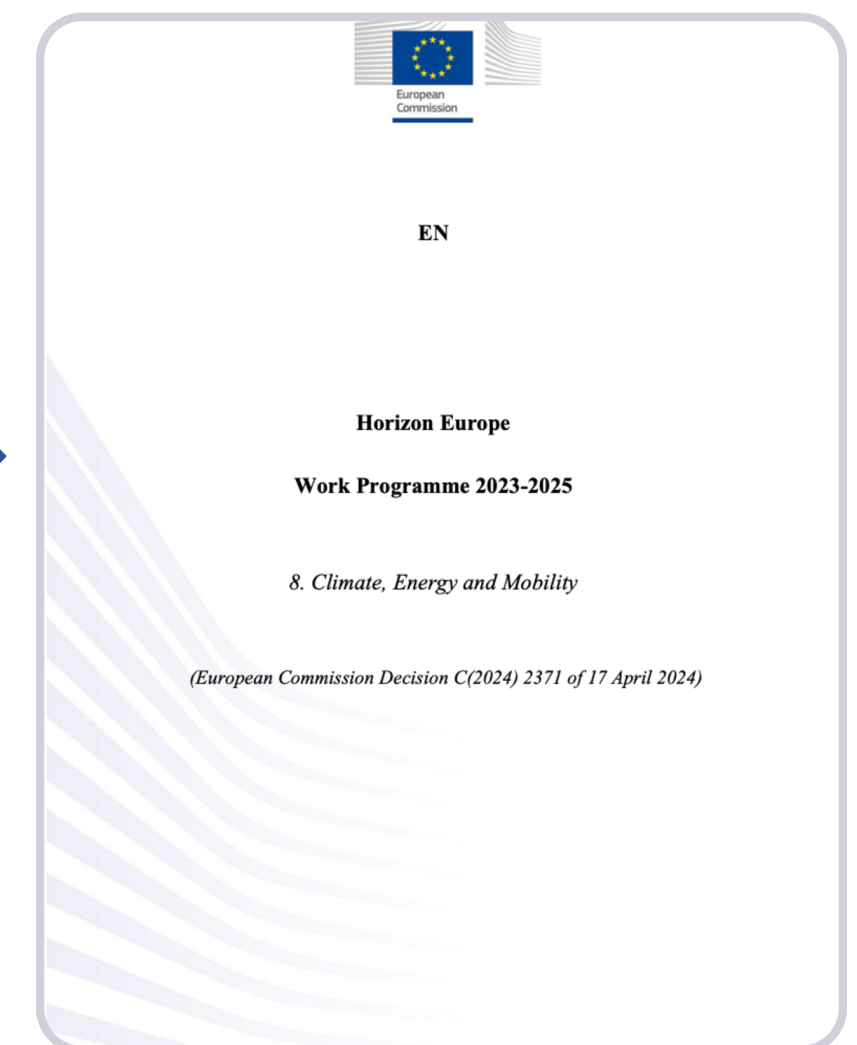 European
Commission
EN
Horizon Europe
Work Programme 2023-2025
8. Climate, Energy and Mobility
(European Commission Decision C(2024) 2371 of 17 April 2024)